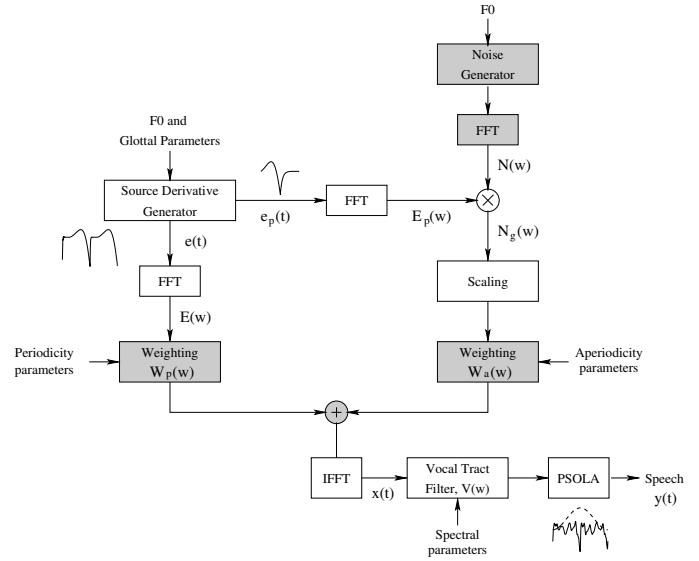 F0
Noise
Generator
FFT
N(w)
F0 and
Glottal Parameters
Source Derivative
Generator
e_p(t)
FFT
E_p(w)
×
N_g(w)
e(t)
FFT
Scaling
E(w)
Periodicity
parameters
Weighting
W_p(w)
Weighting
W_a(w)
Aperiodicity
parameters
+
IFFT
x(t)
Vocal Tract
Filter, V(w)
PSOLA
Speech
y(t)
Spectral
parameters